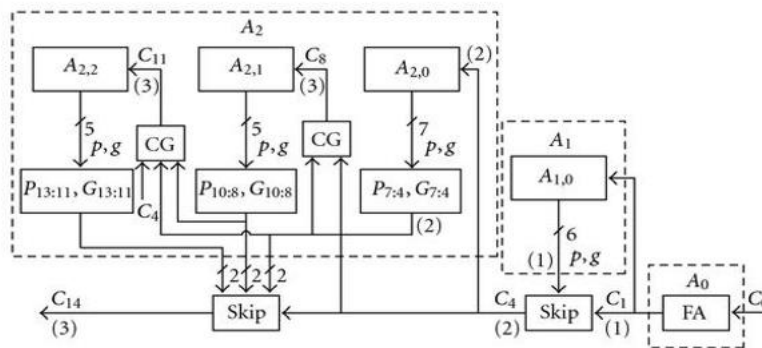 A2
C11
C8
(2)
A2,2
(3)
A2,1
(3)
A2,0
5
p, g
CG
5
p, g
CG
7
p, g
A1
A1,0
P13:11, G13:11
C4
P10:8, G10:8
P7:4, G7:4
(2)
6
(1)
p, g
2
2
2
A0
C14
(3)
Skip
C4
(2)
Skip
C1
(1)
FA